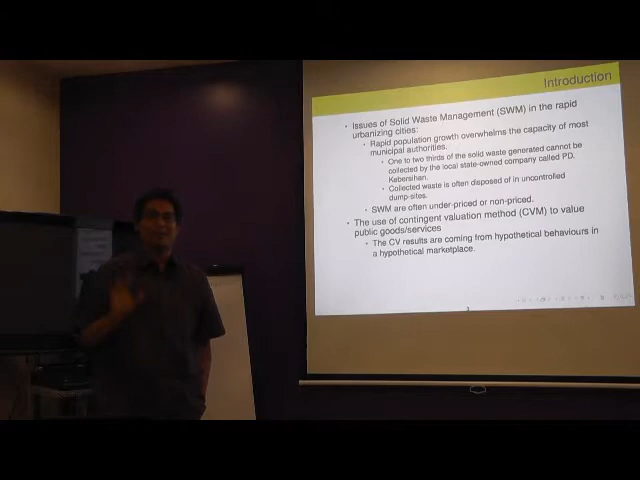 Introduction
Issues of Solid Waste Management (SWM) in the rapid
urbanizing cities:
Rapid population growth overwhelms the capacity of most
municipal authorities.
One to two thirds of the solid waste generated cannot be
collected by the local state-owned company called PD.
Kebersihan.
Collected waste is often disposed of in uncontrolled
dump-sites.
SWM are often under-priced or non-priced.
The use of contingent valuation method (CVM) to value
public goods/services
The CV results are coming from hypothetical behaviours in
a hypothetical marketplace.